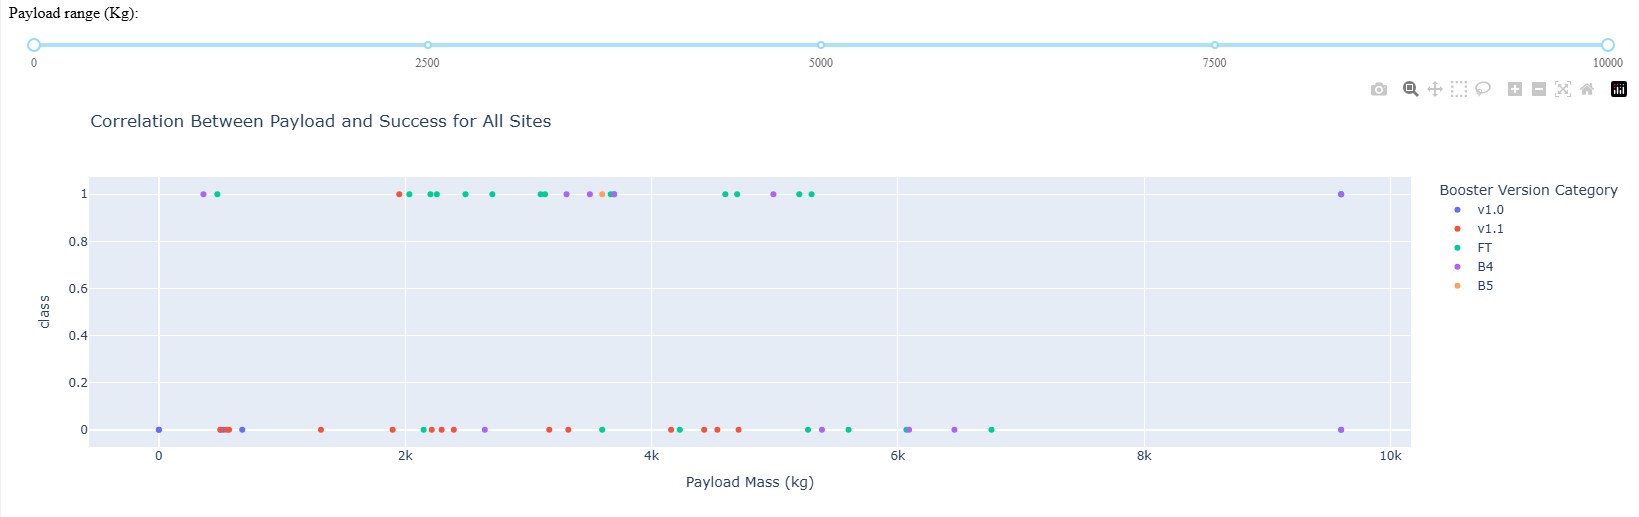 Payload range (Kg):
0 2500 5000 7500 10000
Correlation Between Payload and Success for All Sites
1
0.8
0.6
0.4
0.2
0
class
0 2k 4k 6k 8k 10k
Payload Mass (kg)
Booster Version Category
v1.0
v1.1
FT
B4
B5